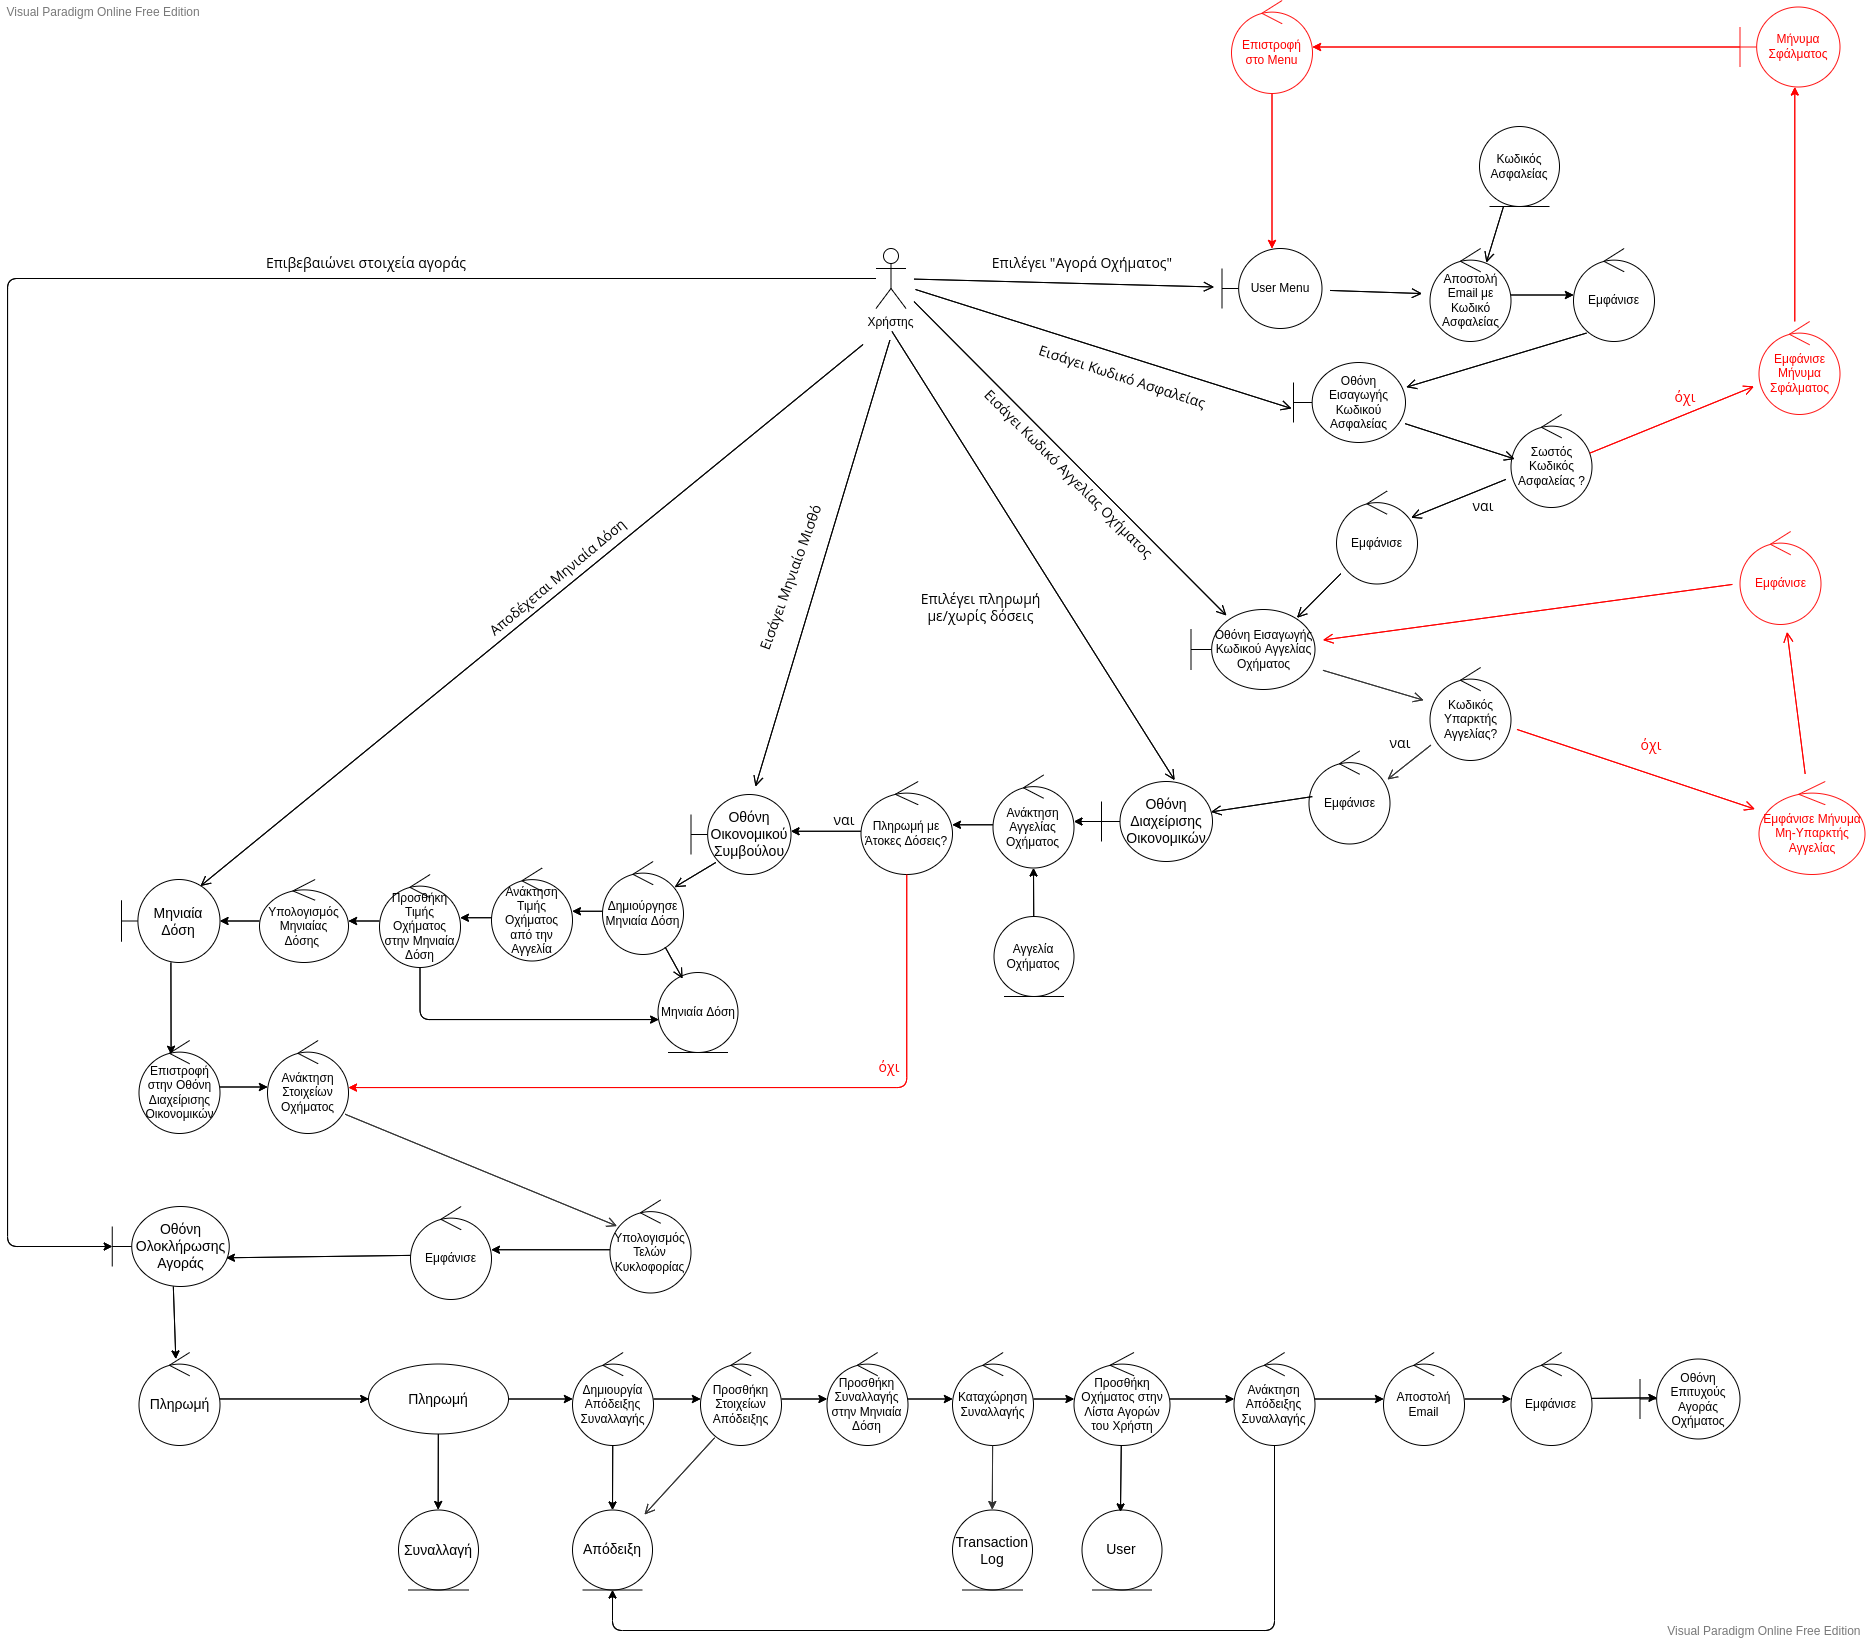 Visual Paradigm Online Free Edition
Επιστροφή
στο Menu
Μήνυμα
Σφάλματος
Κωδικός
Ασφαλείας
Επιβεβαιώνει στοιχεία αγοράς
Επιλέγει "Αγορά Οχήματος"
Χρήστης
User Menu
Αποστολή
Email με
Κωδικό
Ασφαλείας
Εμφάνισε
Εισάγει Κωδικό Ασφαλείας
Οθόνη
Εισαγωγής
Κωδικού
Ασφαλείας
Εμφάνισε
Μήνυμα
Σφάλματος
όχι
Σωστός
Κωδικός
Ασφαλείας ?
ναι
Εισάγει Κωδικό Αγγελίας Οχήματος
Εμφάνισε
Αποδέχεται Μηνιαία Δόση
Εισάγει Μηνιαίο Μισθό
Επιλέγει πληρωμή
με/χωρίς δόσεις
Εμφάνισε
Οθόνη Εισαγωγής
Κωδικού Αγγελίας
Οχήματος
Κωδικός
Υπαρκτής
Αγγελίας?
ναι
όχι
Εμφάνισε
Εμφάνισε Μήνυμα
Μη-Υπαρκτής
Αγγελίας
Οθόνη
Διαχείρισης
Οικονομικών
Ανάκτηση
Αγγελίας
Οχήματος
Πληρωμή με
Άτοκες Δόσεις?
ναι
Οθόνη
Οικονομικού
Συμβούλου
Αγγελία
Οχήματος
Μηνιαία
Δόση
Υπολογισμός
Μηνιαίας
Δόσης
Προσθήκη
Τιμής
Οχήματος
στην Μηνιαία
Δόση
Ανάκτηση
Τιμής
Οχήματος
από την
Αγγελία
Δημιούργησε
Μηνιαία Δόση
Μηνιαία Δόση
όχι
Επιστροφή
στην Οθόνη
Διαχείρισης
Οικονομικών
Ανάκτηση
Στοιχείων
Οχήματος
Οθόνη
Ολοκλήρωσης
Αγοράς
Εμφάνισε
Υπολογισμός
Τελών
Κυκλοφορίας
Πληρωμή
Πληρωμή
Δημιουργία
Απόδειξης
Συναλλαγής
Προσθήκη
Στοιχείων
Απόδειξης
Προσθήκη
Συναλλαγής
στην Μηνιαία
Δόση
Καταχώρηση
Συναλλαγής
Προσθήκη
Οχήματος στην
Λίστα Αγορών
του Χρήστη
Ανάκτηση
Απόδειξης
Συναλλαγής
Αποστολή
Email
Εμφάνισε
Οθόνη
Επιτυχούς
Αγοράς
Οχήματος
Συναλλαγή
Απόδειξη
Transaction
Log
User
Visual Paradigm Online Free Edition